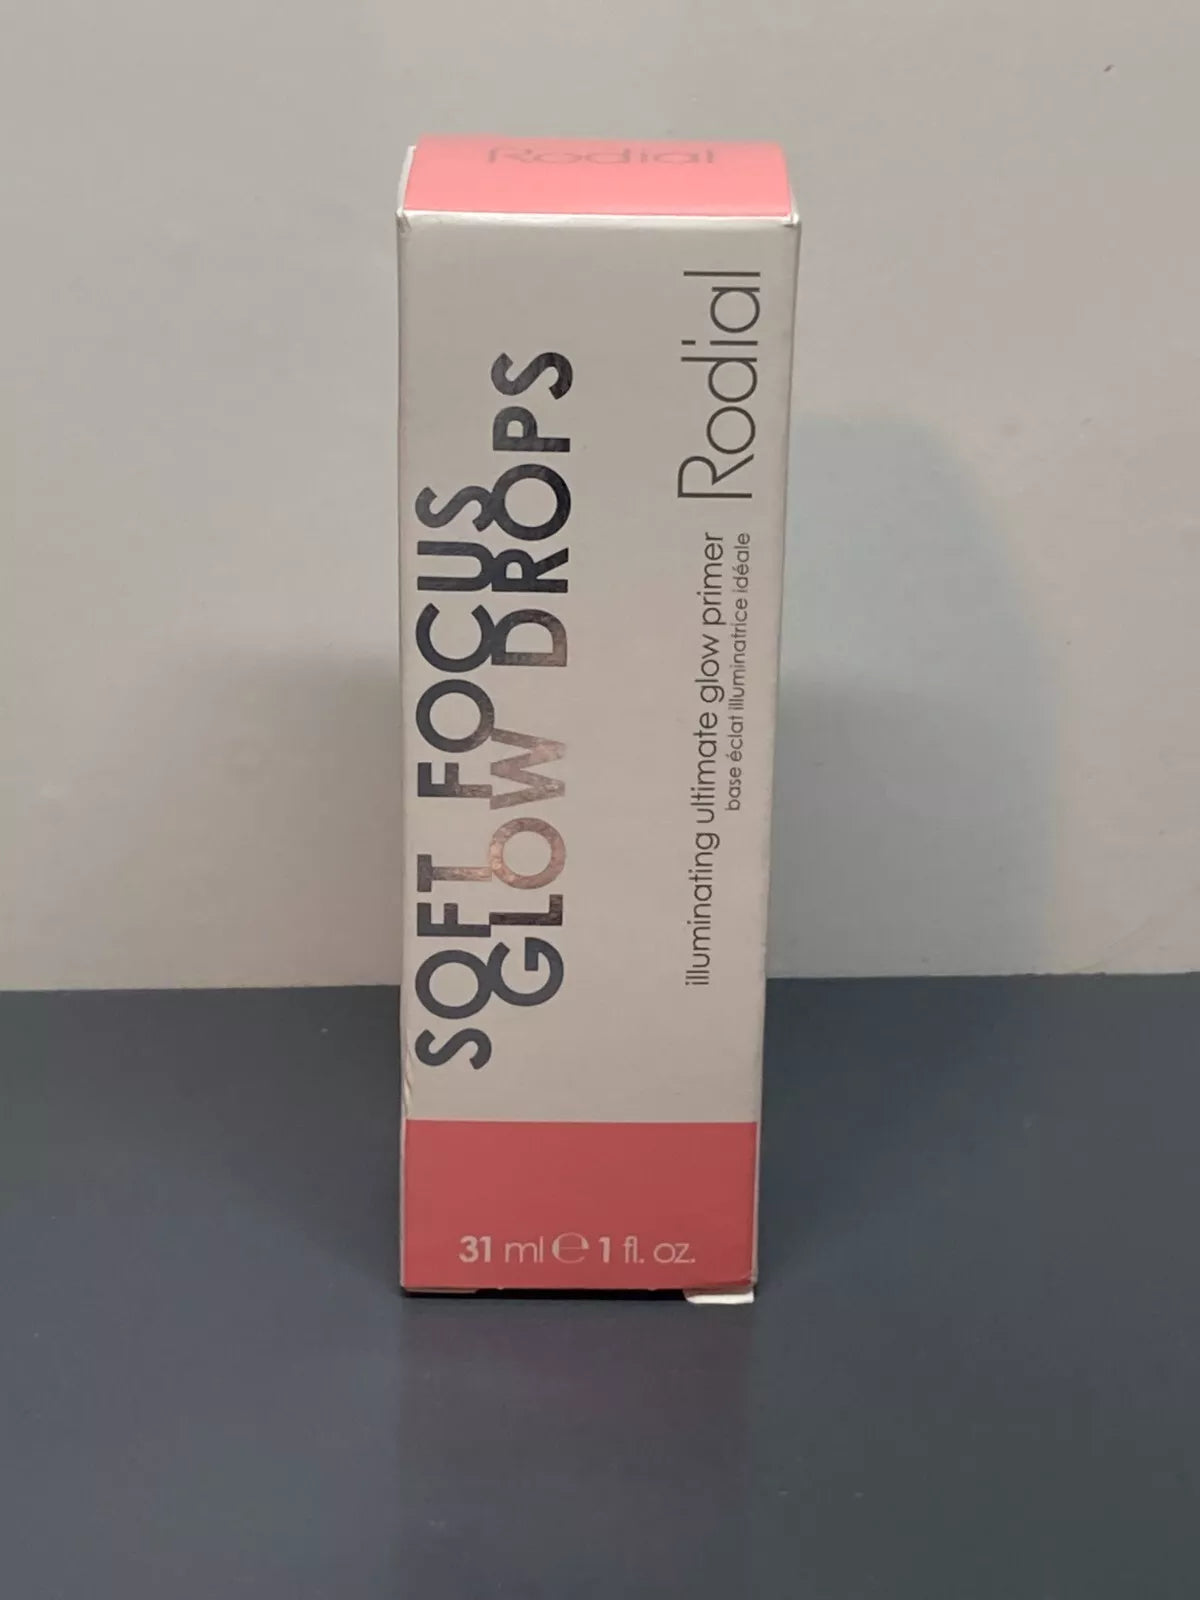 Rodial
SOFT FOCUS
GLOW DROPS
Rodial
illuminating ultimate glow primer
base éclat illuminatrice idéale
31 ml ℮ 1 fl. oz.